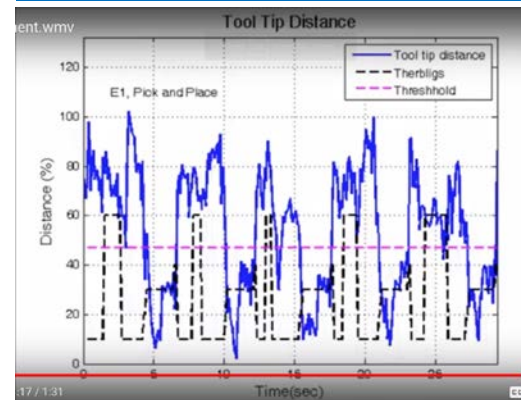 ment.wmv
Tool Tip Distance
Tool tip distance
Therbligs
Threshhold
E1, Pick and Place
Distance (%)
120
100
80
60
40
20
0
0
5
10
15
20
25
Time(sec)
:17 / 1:31